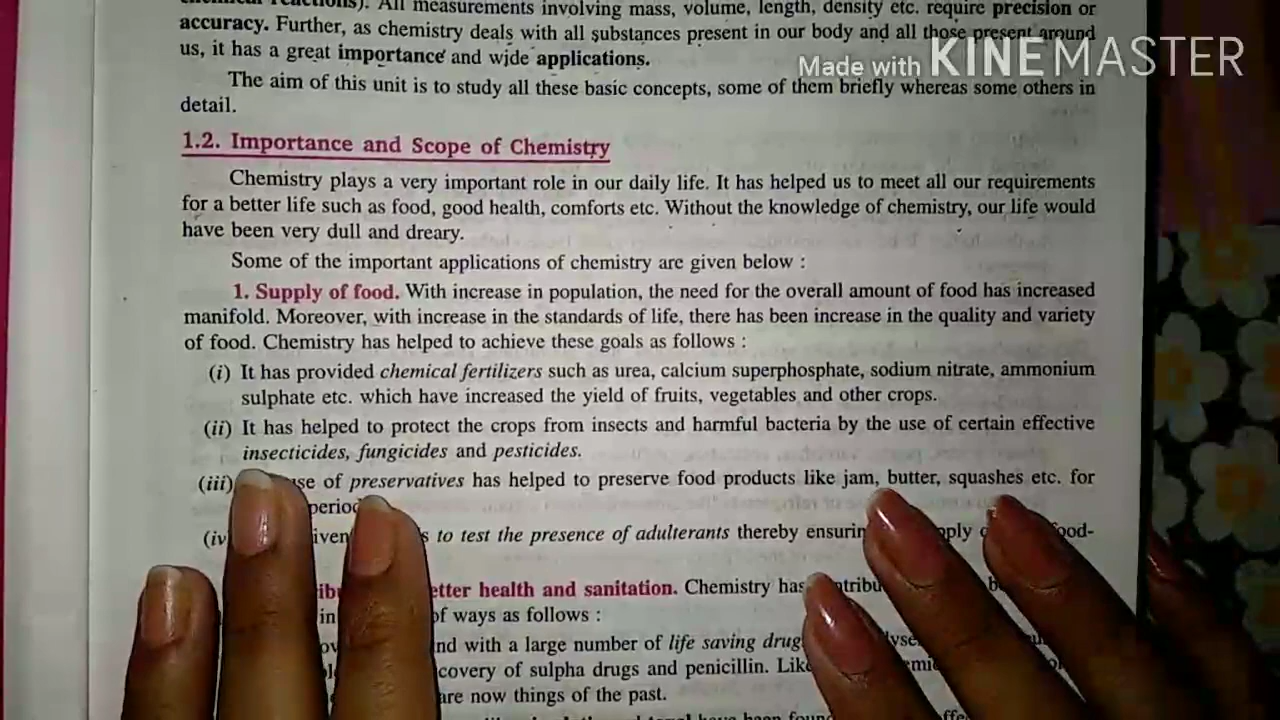 chemical reactions). All measurements involving mass, volume, length, density etc. require precision or
accuracy. Further, as chemistry deals with all substances present in our body and all those present around
us, it has a great importance and wide applications.
Made with KINEMASTER
The aim of this unit is to study all these basic concepts, some of them briefly whereas some others in
detail.
1.2. Importance and Scope of Chemistry
Chemistry plays a very important role in our daily life. It has helped us to meet all our requirements
for a better life such as food, good health, comforts etc. Without the knowledge of chemistry, our life would
have been very dull and dreary.
Some of the important applications of chemistry are given below :
1. Supply of food. With increase in population, the need for the overall amount of food has increased
manifold. Moreover, with increase in the standards of life, there has been increase in the quality and variety
of food. Chemistry has helped to achieve these goals as follows :
(i) It has provided chemical fertilizers such as urea, calcium superphosphate, sodium nitrate, ammonium
sulphate etc. which have increased the yield of fruits, vegetables and other crops.
(ii) It has helped to protect the crops from insects and harmful bacteria by the use of certain effective
insecticides, fungicides and pesticides.
(iii) of preservatives has helped to preserve food products like jam, butter, squashes etc. for
to test the presence of adulterants thereby
health and sanitation. Chemistry has
of ways as follows :
with a large number of life saving
of sulpha drugs and penicillin.
are now things of the past.